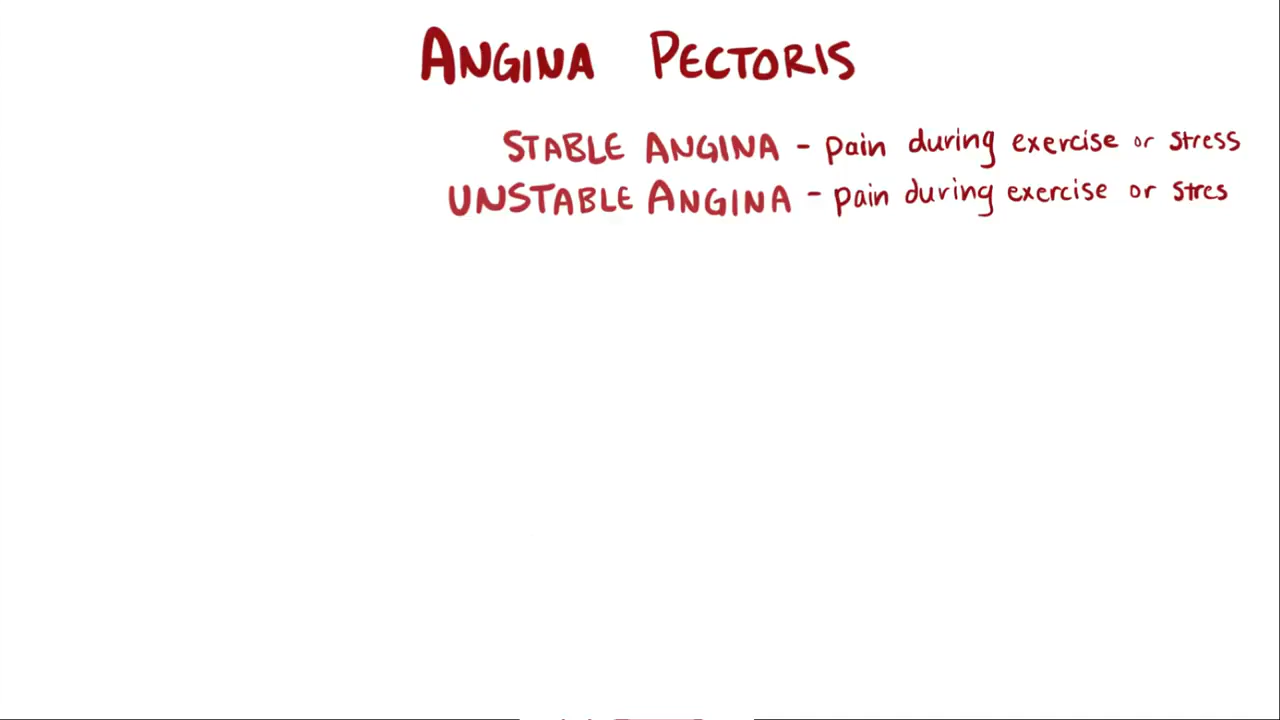 ANGINA PECTORIS
STABLE ANGINA - pain during exercise or stress
UNSTABLE ANGINA - pain during exercise or stres